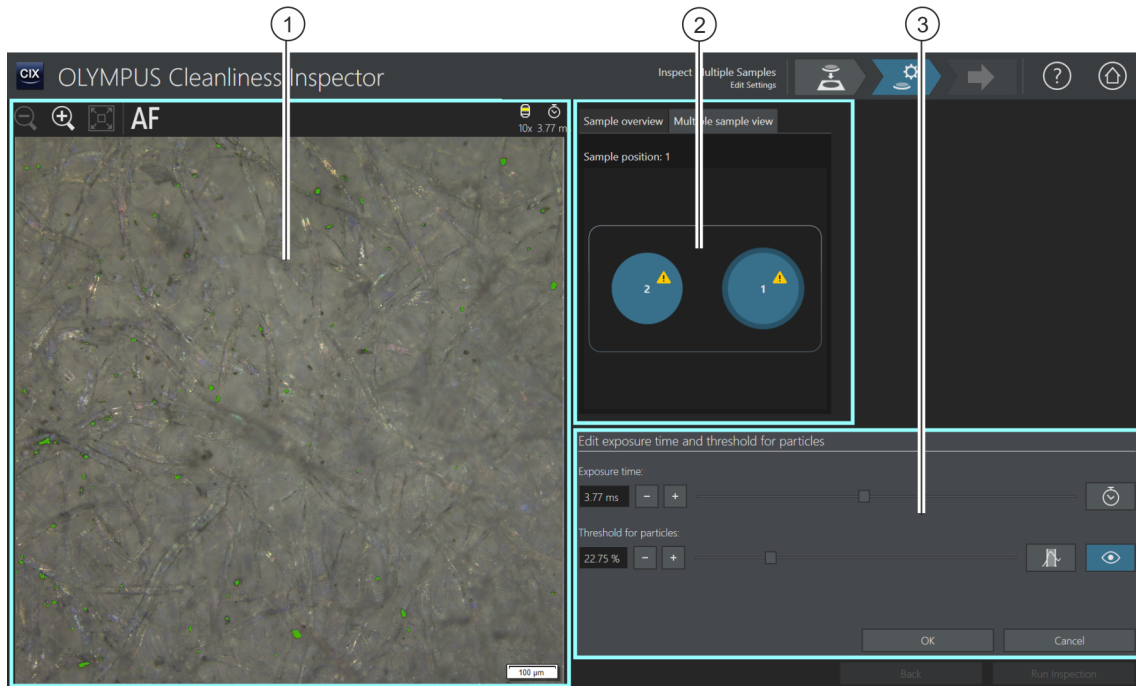 1
2
3
CIX
OLYMPUS Cleanliness Inspector
Inspect Multiple Samples
Edit Settings
?
AF
10x 3.77 m
Sample overview
Multiple sample view
Sample position: 1
2
1
100 µm
Edit exposure time and threshold for particles
Exposure time:
3.77 ms
-
+
Threshold for particles:
22.75 %
-
+
OK
Cancel
Back
Run Inspection